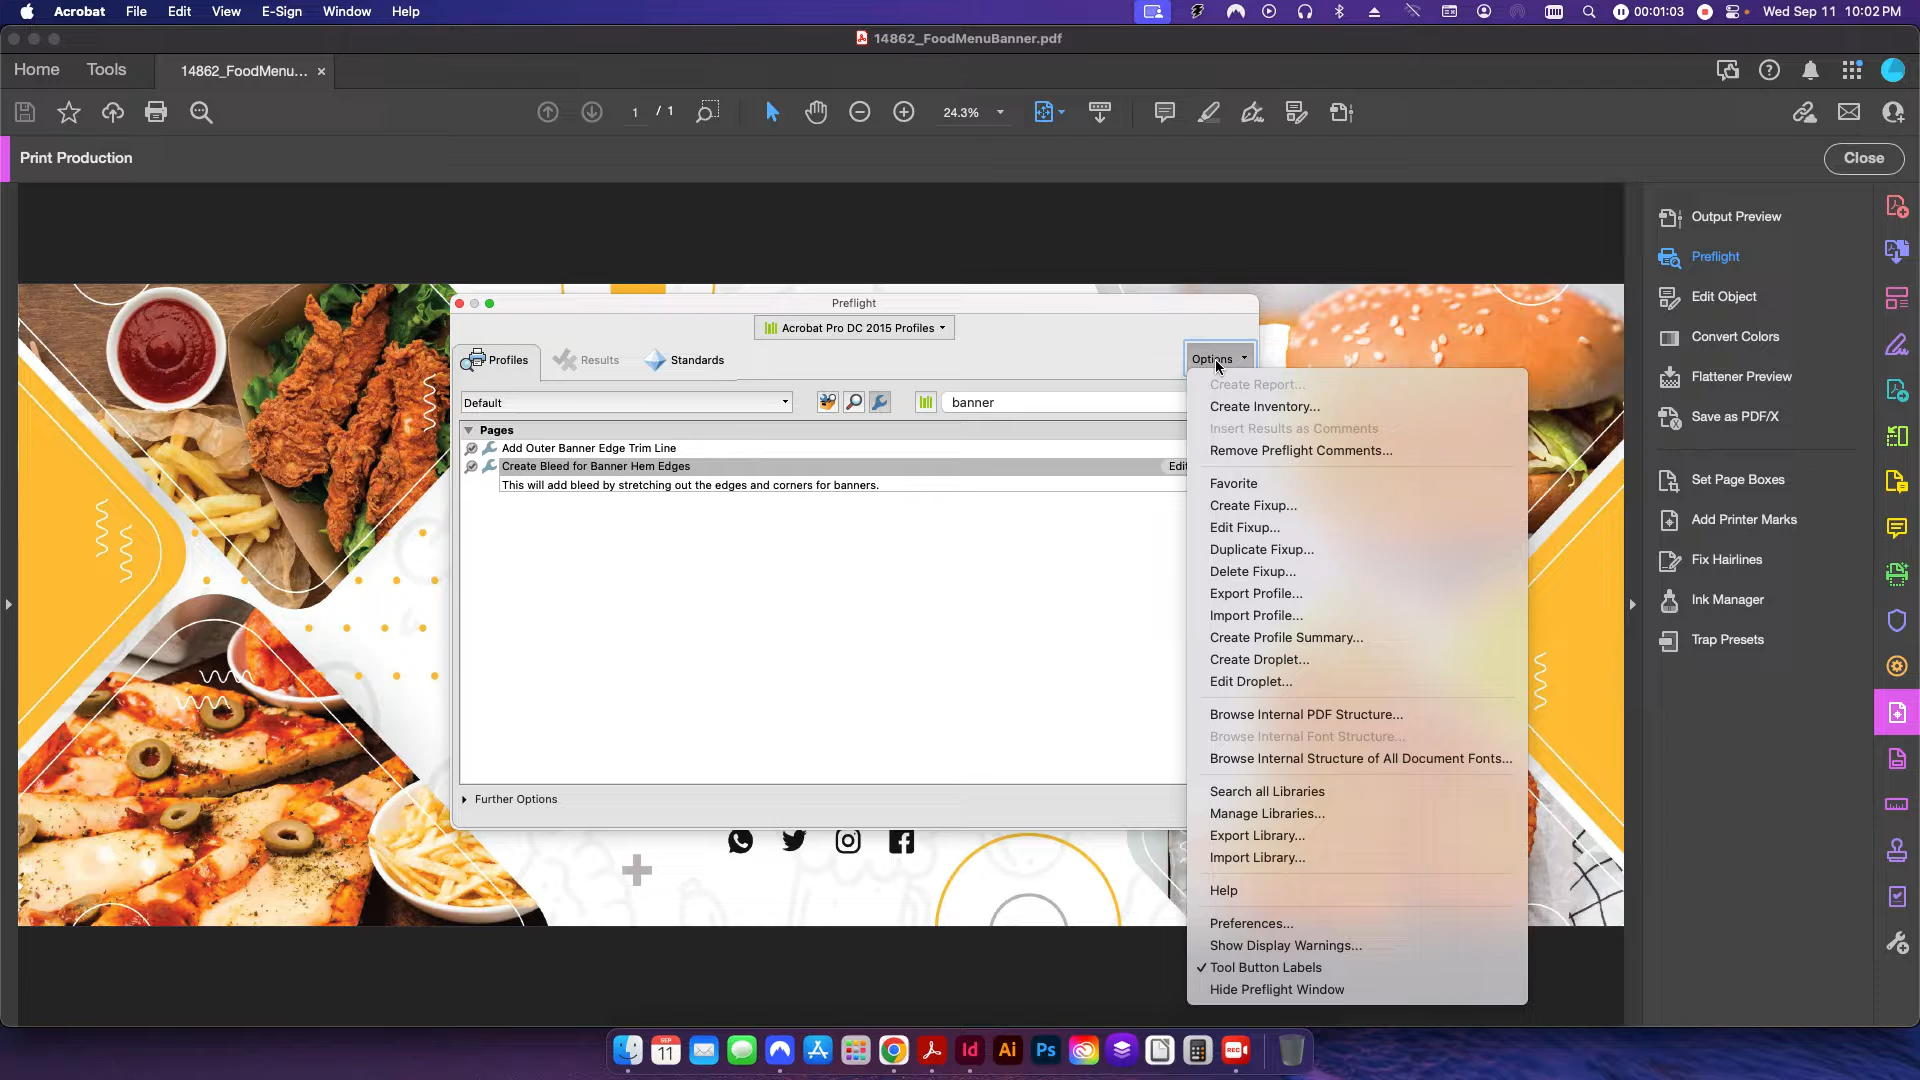 Acrobat File Edit View E-Sign Window Help 00:01:03 Wed Sep 11 10:02 PM
14862_FoodMenuBanner.pdf
Home Tools 14862_FoodMenu... ×
1 / 1 24.3%
Print Production Close
Output Preview
Preflight
Edit Object
Convert Colors
Flattener Preview
Save as PDF/X
Set Page Boxes
Add Printer Marks
Fix Hairlines
Ink Manager
Trap Presets
Preflight
Acrobat Pro DC 2015 Profiles
Profiles Results Standards Options
Default banner
Pages
Add Outer Banner Edge Trim Line
Create Bleed for Banner Hem Edges Edit
This will add bleed by stretching out the edges and corners for banners.
Further Options
Create Report...
Create Inventory...
Insert Results as Comments
Remove Preflight Comments...
Favorite
Create Fixup...
Edit Fixup...
Duplicate Fixup...
Delete Fixup...
Export Profile...
Import Profile...
Create Profile Summary...
Create Droplet...
Edit Droplet...
Browse Internal PDF Structure...
Browse Internal Font Structure...
Browse Internal Structure of All Document Fonts...
Search all Libraries
Manage Libraries...
Export Library...
Import Library...
Help
Preferences...
Show Display Warnings...
✓ Tool Button Labels
Hide Preflight Window
SEP
11
Id Ai Ps REC